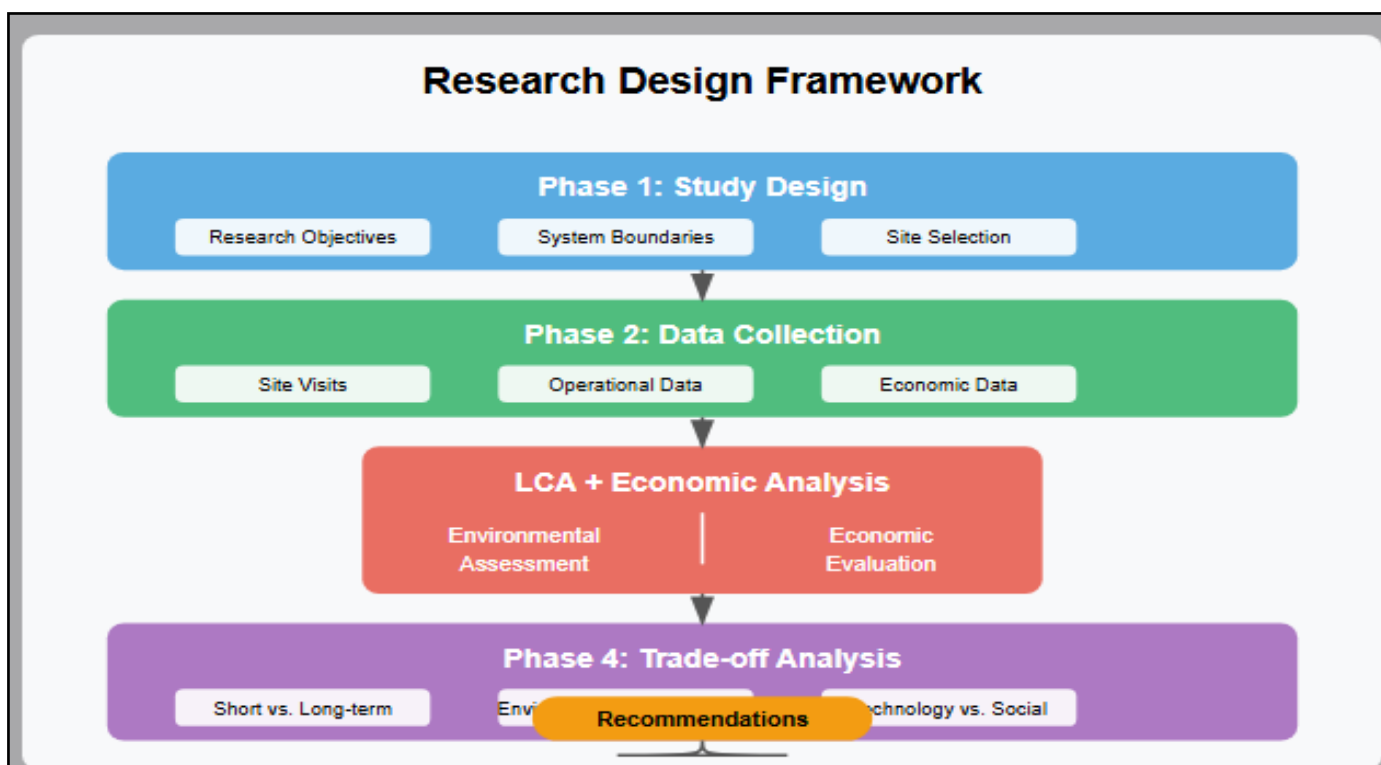 Research Design Framework
Phase 1: Study Design
Research Objectives
System Boundaries
Site Selection
Phase 2: Data Collection
Site Visits
Operational Data
Economic Data
LCA + Economic Analysis
Environmental
Assessment
Economic
Evaluation
Phase 4: Trade-off Analysis
Short vs. Long-term
vs. Social
Recommendations